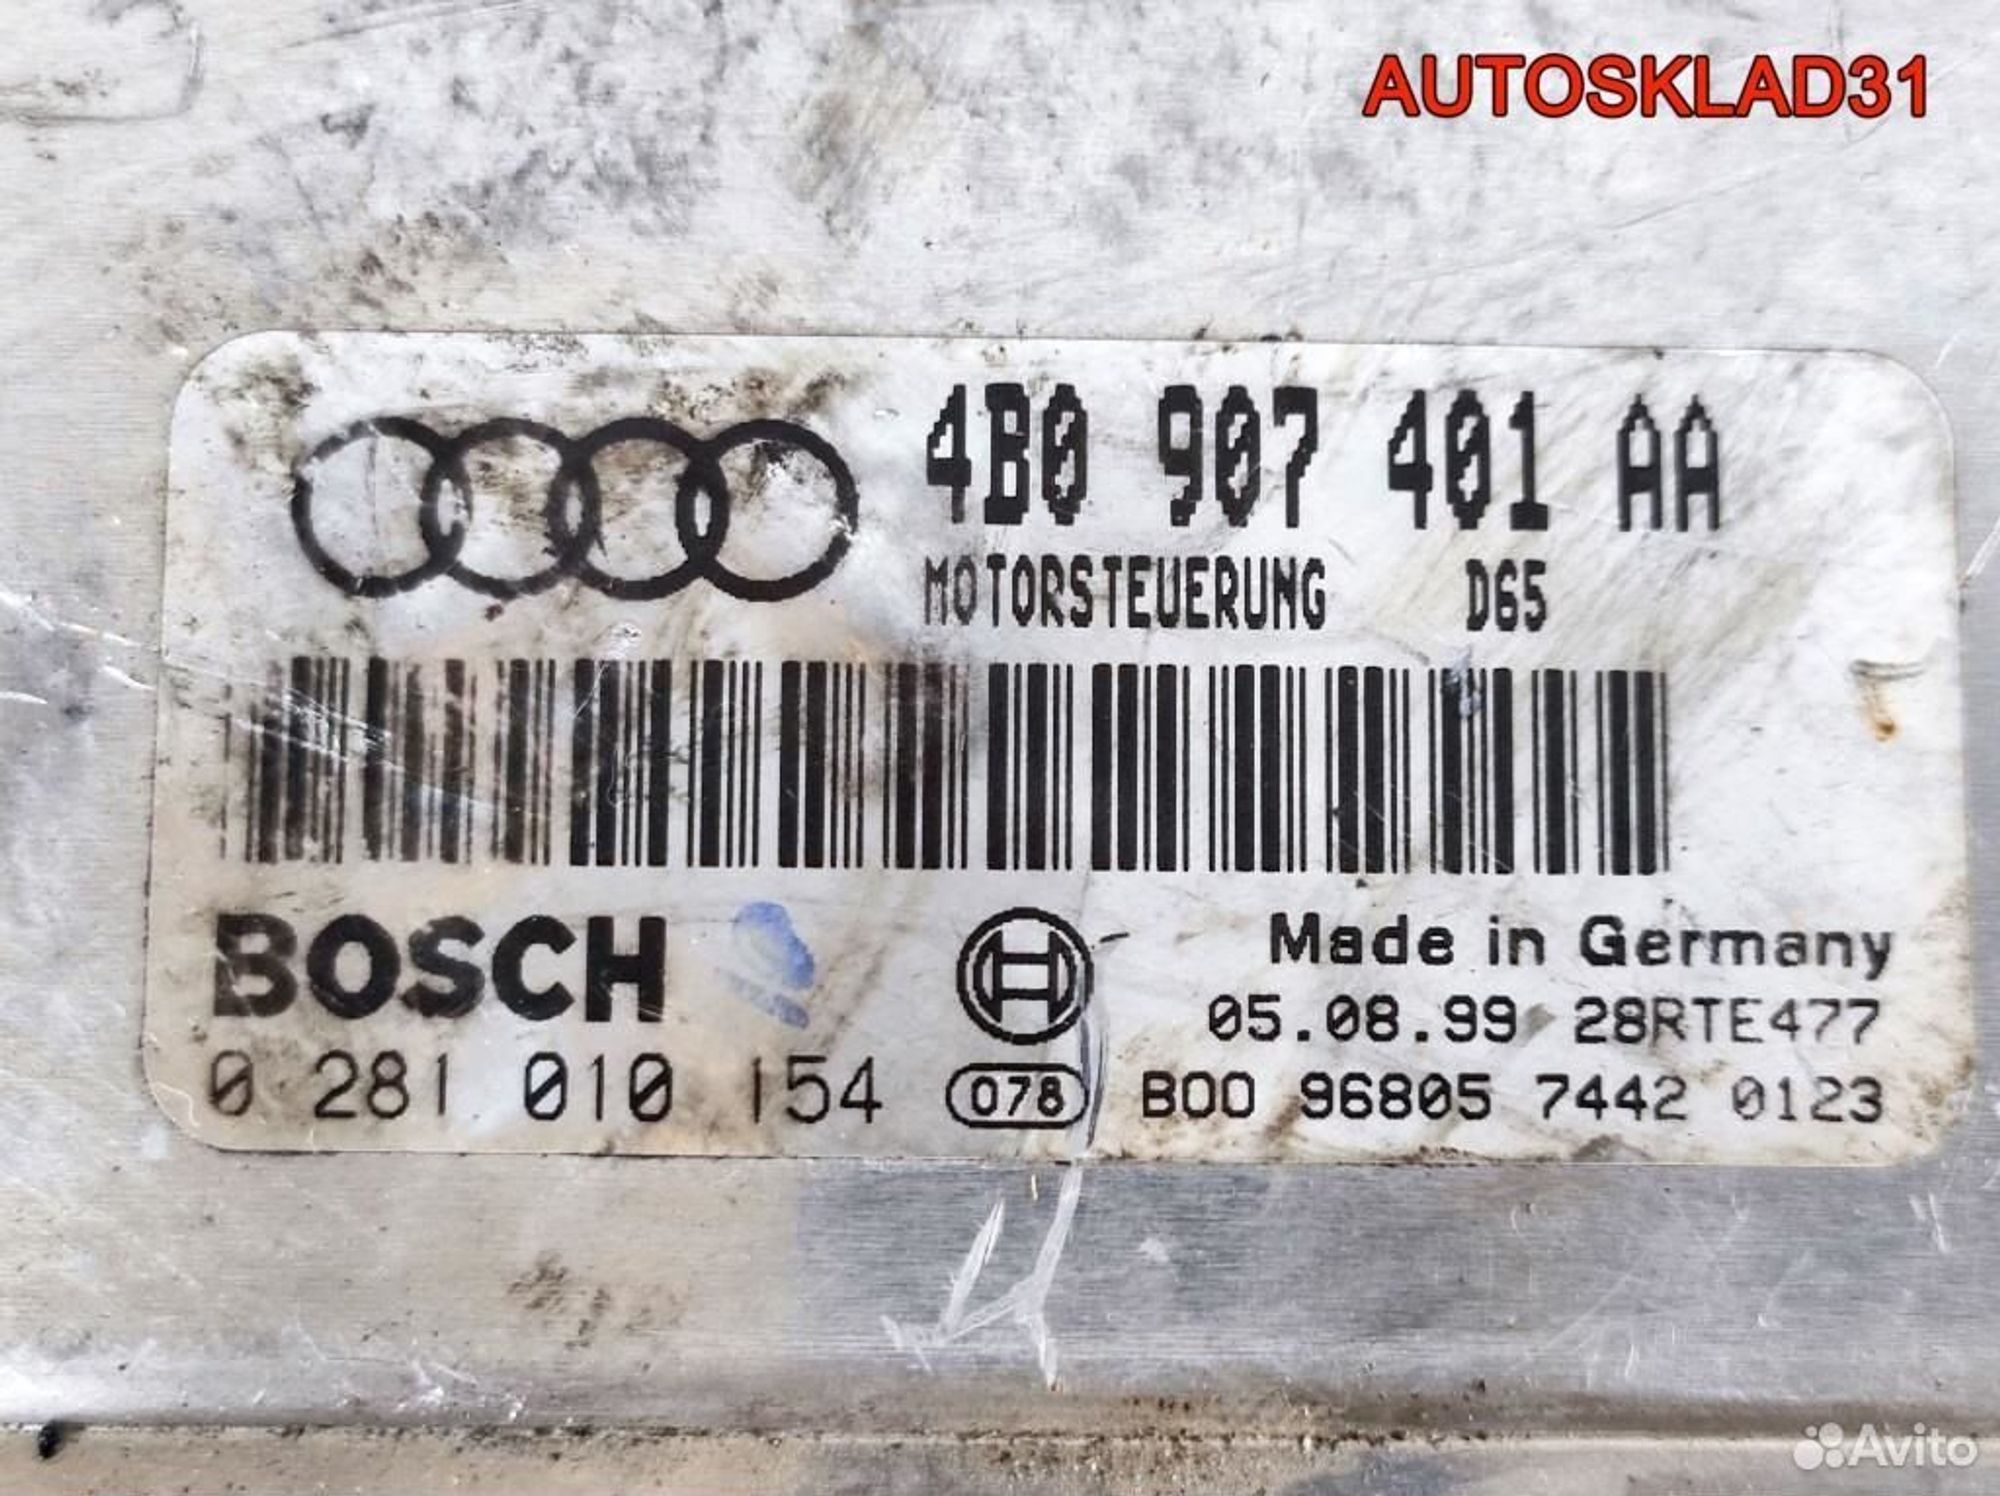 AUTOSKLAD31
4B0 907 401 AA
MOTORSTEUERUNG D65
BOSCH
Made in Germany
05.08.99 28RTE477
0 281 010 154
078
B00 96805 7442 0123
Avito